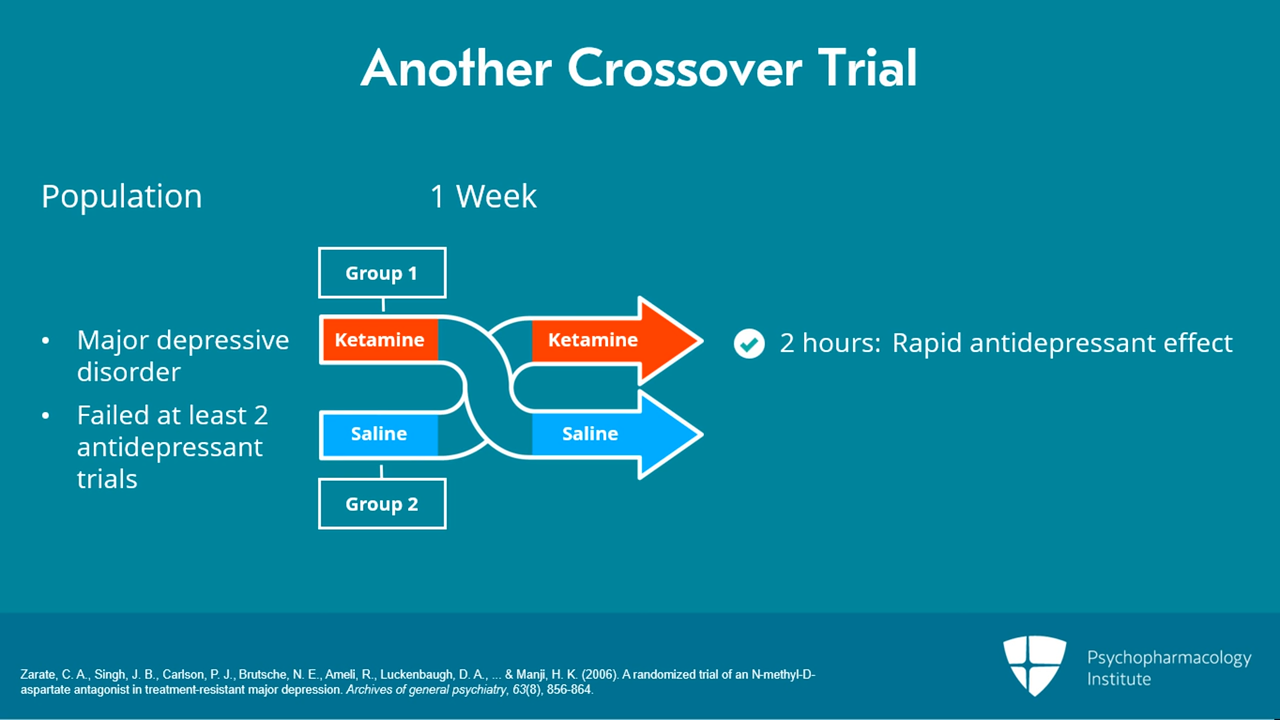 Another Crossover Trial
Population
1 Week
• Major depressive
disorder
• Failed at least 2
antidepressant
trials
Group 1
Ketamine
Ketamine
Saline
Saline
Group 2
2 hours: Rapid antidepressant effect
Zarate, C. A., Singh, J. B., Carlson, P. J., Brutsche, N. E., Ameli, R., Luckenbaugh, D. A., ... & Manji, H. K. (2006). A randomized trial of an N-methyl-D-
aspartate antagonist in treatment-resistant major depression. Archives of general psychiatry, 63(8), 856-864.
Psychopharmacology
Institute